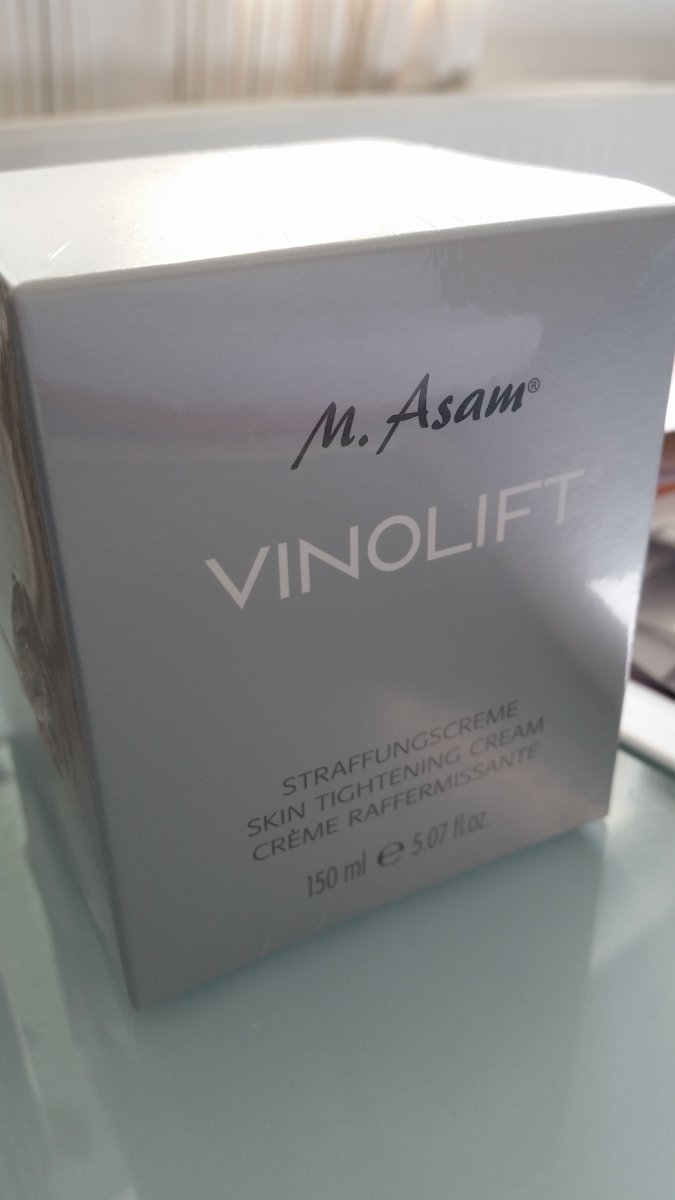 M. Asam®
VINOLIFT
STRAFFUNGSCREME
SKIN TIGHTENING CREAM
CRÈME RAFFERMISSANTE
150 ml ℮ 5.07 fl.oz.